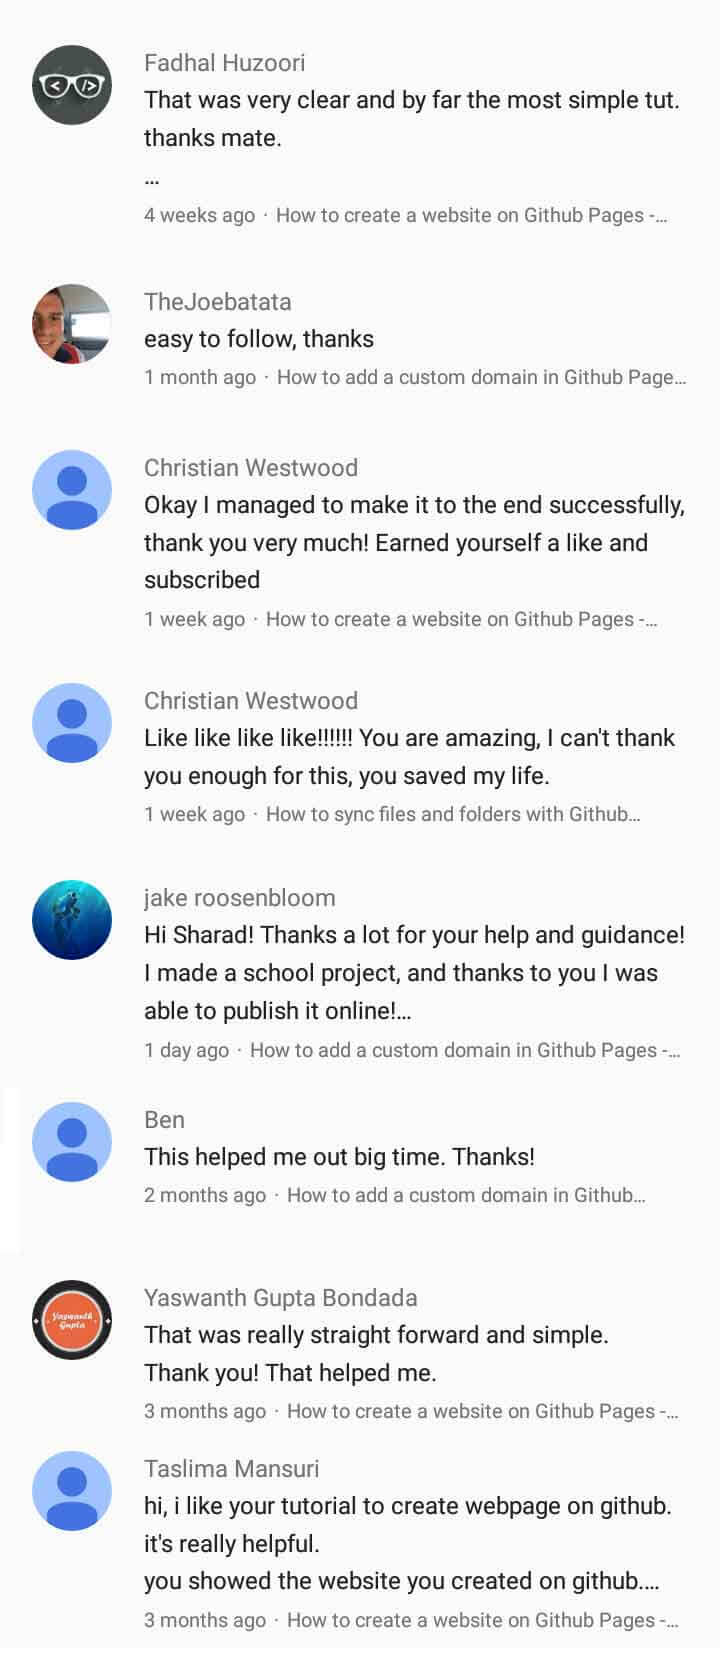 Fadhal Huzoori
That was very clear and by far the most simple tut.
thanks mate.
...
4 weeks ago · How to create a website on Github Pages -...
TheJoebatata
easy to follow, thanks
1 month ago · How to add a custom domain in Github Page...
Christian Westwood
Okay I managed to make it to the end successfully,
thank you very much! Earned yourself a like and
subscribed
1 week ago · How to create a website on Github Pages -...
Christian Westwood
Like like like like!!!!!! You are amazing, I can't thank
you enough for this, you saved my life.
1 week ago · How to sync files and folders with Github...
jake roosenbloom
Hi Sharad! Thanks a lot for your help and guidance!
I made a school project, and thanks to you I was
able to publish it online!...
1 day ago · How to add a custom domain in Github Pages -...
Ben
This helped me out big time. Thanks!
2 months ago · How to add a custom domain in Github...
Yaswanth Gupta
Yaswanth Gupta Bondada
That was really straight forward and simple.
Thank you! That helped me.
3 months ago · How to create a website on Github Pages -...
Taslima Mansuri
hi, i like your tutorial to create webpage on github.
it's really helpful.
you showed the website you created on github....
3 months ago · How to create a website on Github Pages -...